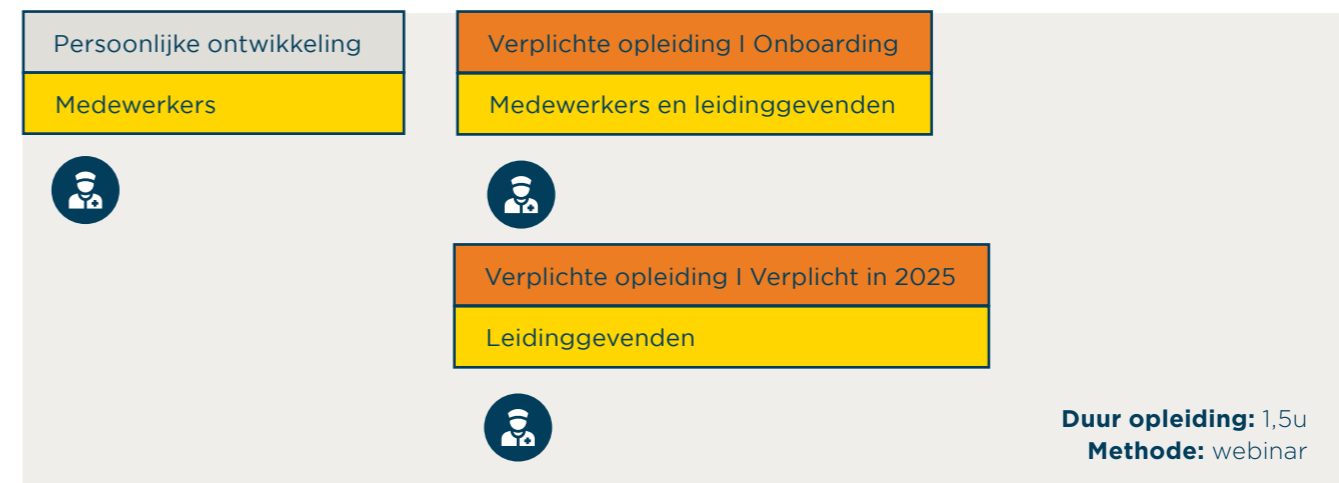 Persoonlijke ontwikkeling
Medewerkers
Verplichte opleiding I Onboarding
Medewerkers en leidinggevenden
Verplichte opleiding I Verplicht in 2025
Leidinggevenden
Duur opleiding: 1,5u
Methode: webinar